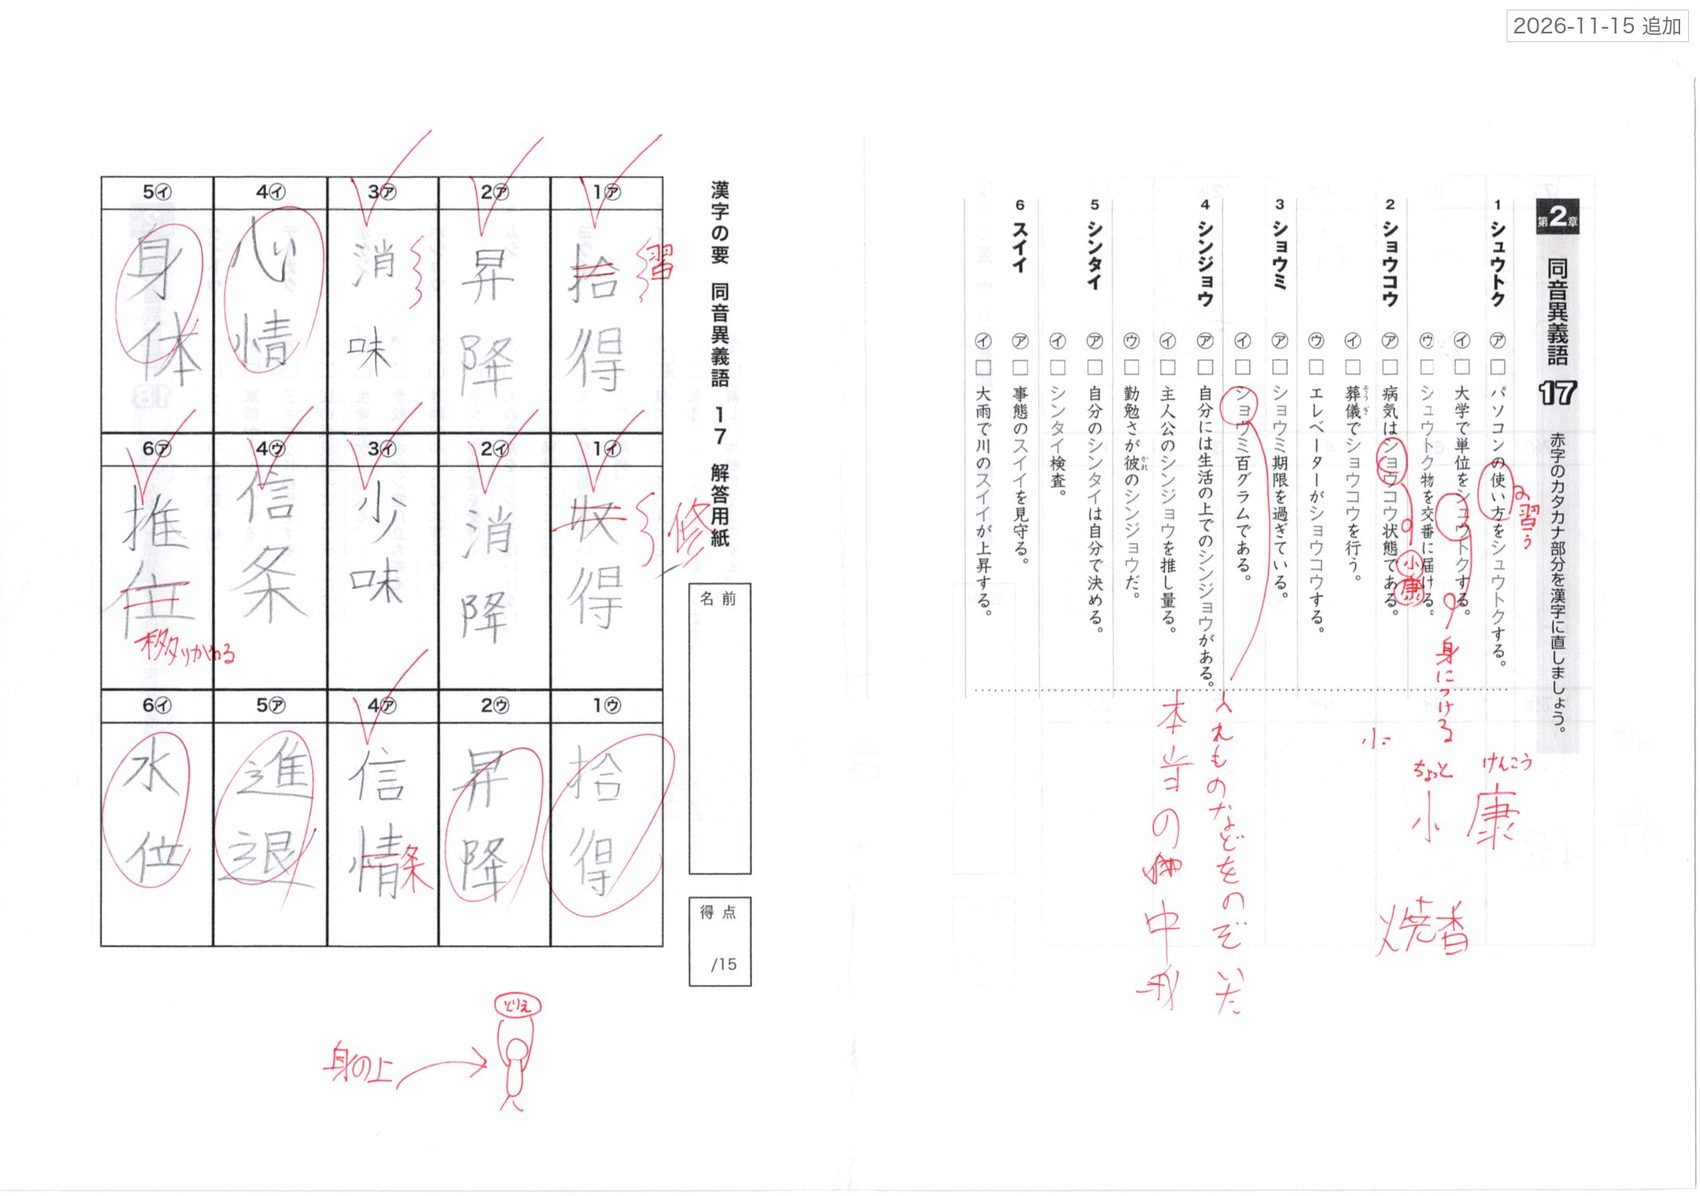 2026-11-15 追加
第2章 同音異義語 17 赤字のカタカナ部分を漢字に直しましょう。
1 シュウトク
㋐ パソコンの使い方をシュウトクする。
の習う
㋑ 大学で単位をシュウトクする。
身につける
㋒ シュウトク物を交番に届ける。
2 ショウコウ
㋐ 病気はショウコウ状態である。
小康
㋑ 葬儀でショウコウを行う。
そうぎ
㋒ エレベーターがショウコウする。
3 ショウミ
㋐ ショウミ期限を過ぎている。
㋑ ショウミ百グラムである。
4 シンジョウ
㋐ 自分には生活の上でのシンジョウがある。
㋑ 主人公のシンジョウを推し量る。
㋒ 勤勉さが彼のシンジョウだ。
かれ
5 シンタイ
㋐ 自分のシンタイは自分で決める。
㋑ シンタイ検査。
6 スイイ
㋐ 事態のスイイを見守る。
㋑ 大雨で川のスイイが上昇する。
けんこう
康
ちょっと
小
焼香
入れものなどをのぞいた
本当の
中
漢字の要 同音異義語 17 解答用紙
名前
得点
/15
1㋐
拾得
習
2㋐
昇降
3㋐
消味
4㋑
心情
5㋑
身体
1㋑
収得
修
2㋑
消降
3㋑
少味
4㋒
信条
6㋐
推位
移りかわる
1㋒
拾得
2㋒
昇降
4㋐
信情
条
5㋐
進退
6㋑
水位
身の上
とりえ